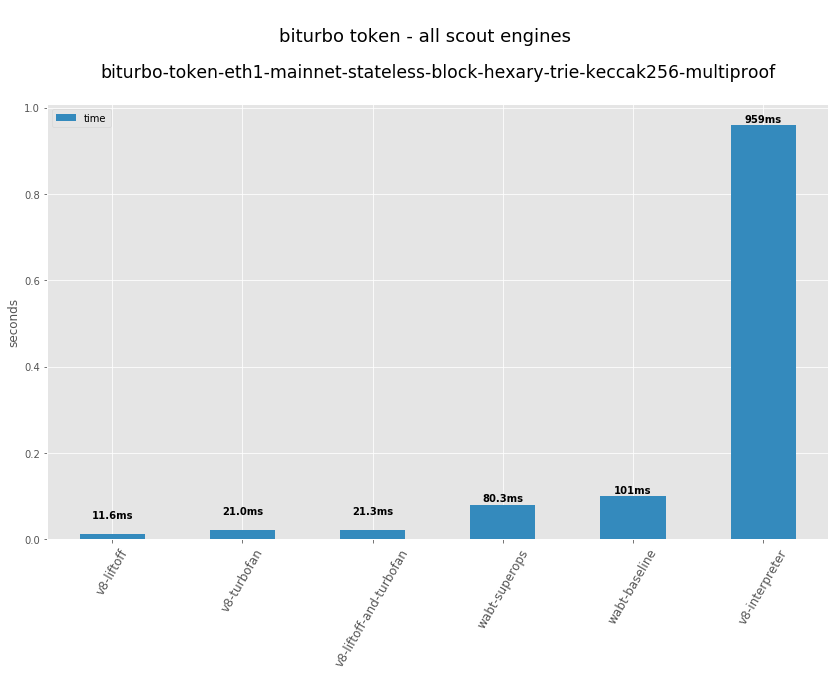 biturbo token - all scout engines
biturbo-token-eth1-mainnet-stateless-block-hexary-trie-keccak256-multiproof
time
seconds
1.0
0.8
0.6
0.4
0.2
0.0
11.6ms
21.0ms
21.3ms
80.3ms
101ms
959ms
v8-liftoff
v8-turbofan
v8-liftoff-and-turbofan
wabt-superops
wabt-baseline
v8-interpreter